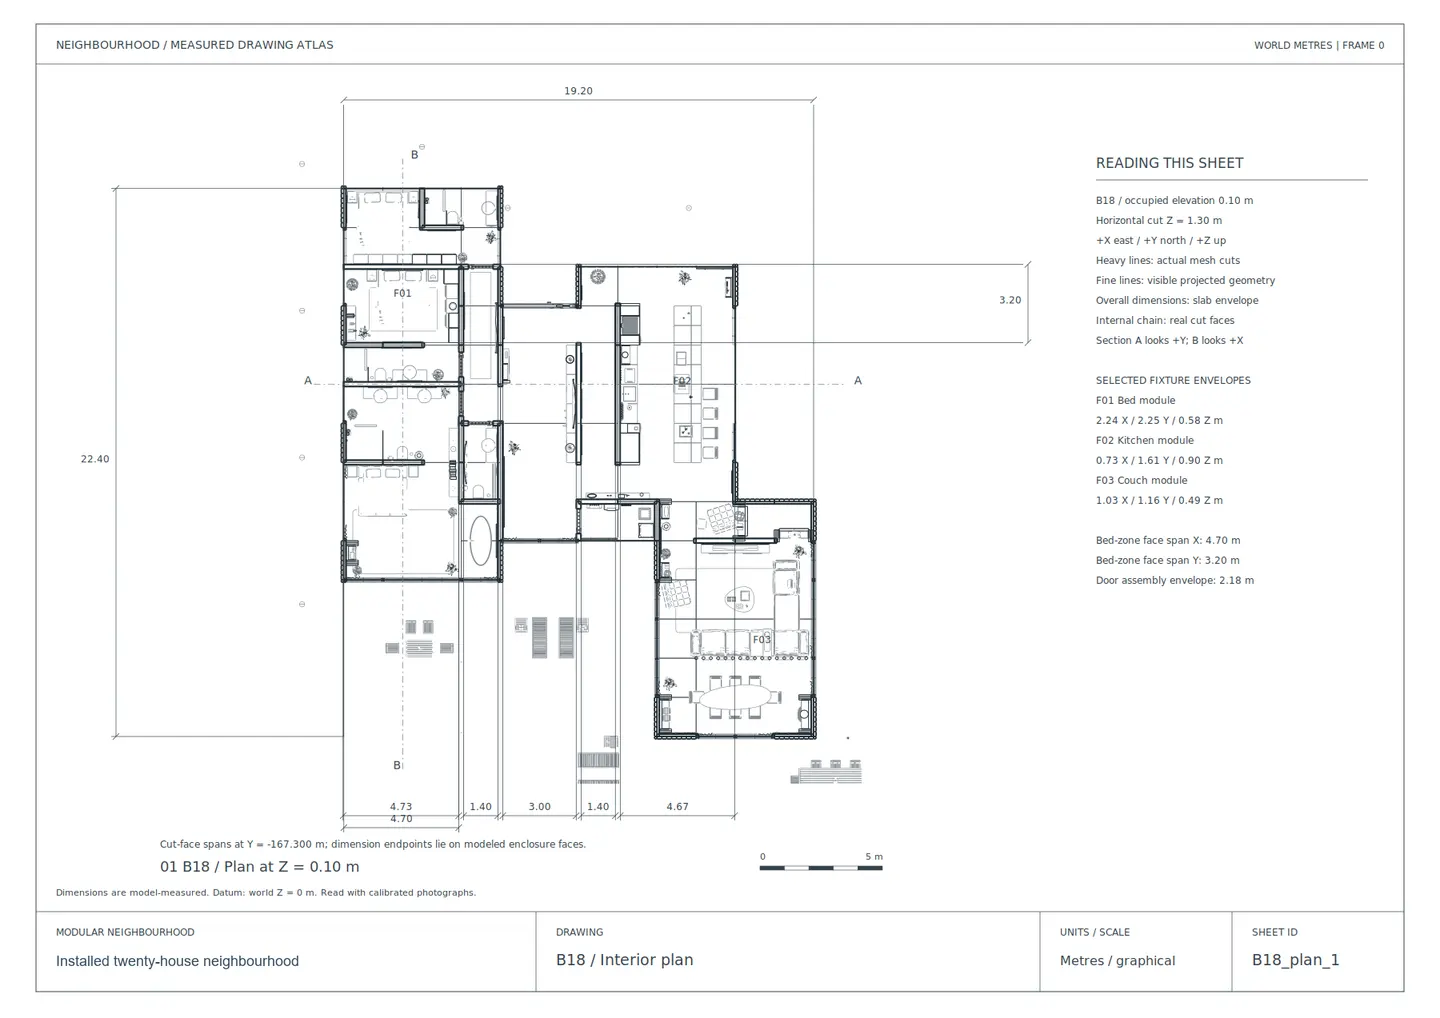 NEIGHBOURHOOD / MEASURED DRAWING ATLAS
WORLD METRES | FRAME 0
19.20
B
READING THIS SHEET
B18 / occupied elevation 0.10 m
Horizontal cut Z = 1.30 m
+X east / +Y north / +Z up
Heavy lines: actual mesh cuts
Fine lines: visible projected geometry
Overall dimensions: slab envelope
Internal chain: real cut faces
Section A looks +Y; B looks +X
SELECTED FIXTURE ENVELOPES
F01 Bed module
2.24 X / 2.25 Y / 0.58 Z m
F02 Kitchen module
0.73 X / 1.61 Y / 0.90 Z m
F03 Couch module
1.03 X / 1.16 Y / 0.49 Z m
Bed-zone face span X: 4.70 m
Bed-zone face span Y: 3.20 m
Door assembly envelope: 2.18 m
F01
3.20
A
F02
A
22.40
F03
B
4.73
1.40
3.00
1.40
4.67
4.70
Cut-face spans at Y = -167.300 m; dimension endpoints lie on modeled enclosure faces.
01 B18 / Plan at Z = 0.10 m
0
5 m
Dimensions are model-measured. Datum: world Z = 0 m. Read with calibrated photographs.
MODULAR NEIGHBOURHOOD
Installed twenty-house neighbourhood
DRAWING
B18 / Interior plan
UNITS / SCALE
Metres / graphical
SHEET ID
B18_plan_1